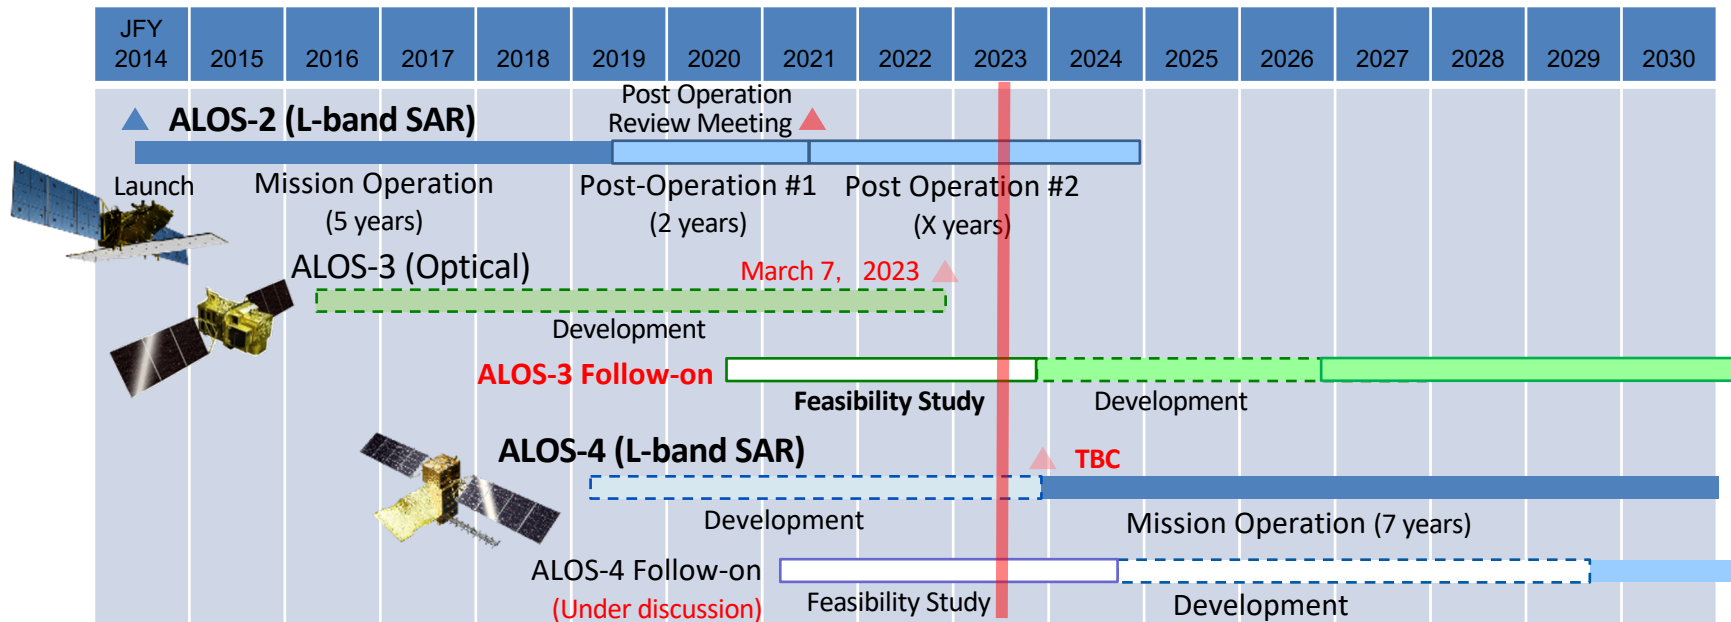 JFY
2014 2015 2016 2017 2018 2019 2020 2021 2022 2023 2024 2025 2026 2027 2028 2029 2030
Post Operation
ALOS-2 (L-band SAR) Review Meeting
Launch Mission Operation Post-Operation #1 Post Operation #2
(5 years) (2 years) (X years)
ALOS-3 (Optical) March 7, 2023
Development
ALOS-3 Follow-on
Feasibility Study Development
ALOS-4 (L-band SAR) TBC
Development Mission Operation (7 years)
ALOS-4 Follow-on
(Under discussion) Feasibility Study Development